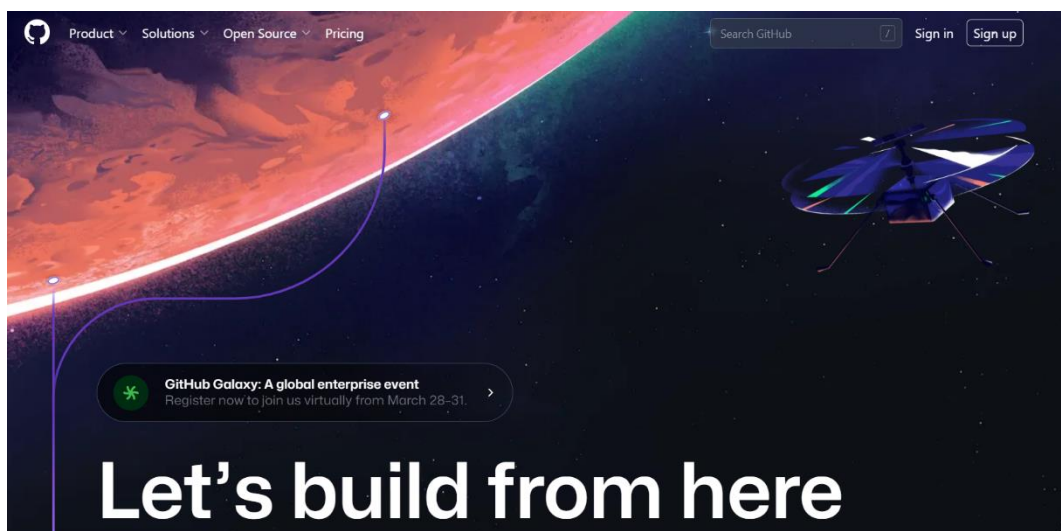 Product Solutions Open Source Pricing Search GitHub / Sign in Sign up
GitHub Galaxy: A global enterprise event
Register now to join us virtually from March 28–31.
Let’s build from here